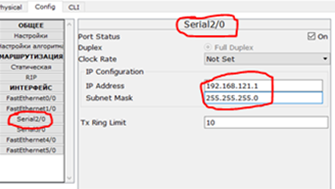 Physical Config CLI
ОБЩЕЕ
Настройки
Настройки алгоритмо
МАРШРУТИЗАЦИЯ
Статическая
RIP
ИНТЕРФЕЙС
FastEthernet0/0
FastEthernet1/0
Serial2/0
Serial3/0
FastEthernet4/0
FastEthernet5/0
Serial2/0
Port Status On
Duplex Full Duplex
Clock Rate Not Set
IP Configuration
IP Address 192.168.121.1
Subnet Mask 255.255.255.0
Tx Ring Limit 10